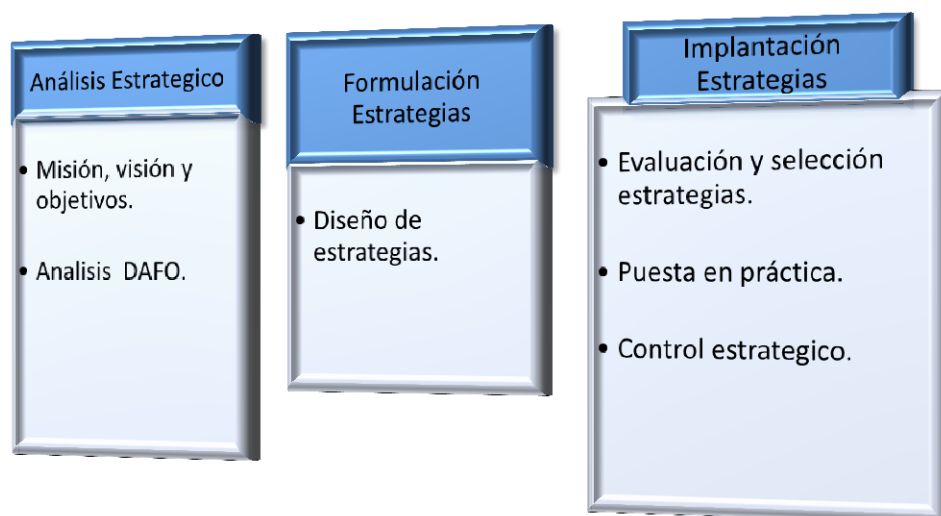 Análisis Estrategico
• Misión, visión y
objetivos.
• Analisis DAFO.
Formulación
Estrategias
• Diseño de
estrategias.
Implantación
Estrategias
• Evaluación y selección
estrategias.
• Puesta en práctica.
• Control estrategico.